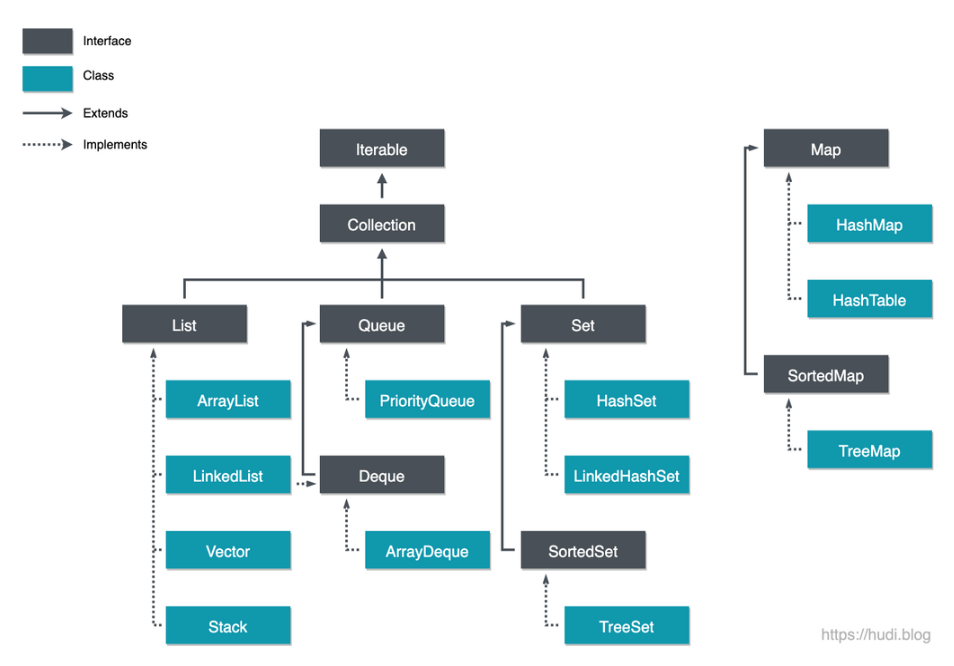 Interface
Class
Extends
Implements
Iterable
Map
Collection
HashMap
HashTable
List
Queue
Set
SortedMap
ArrayList
PriorityQueue
HashSet
TreeMap
LinkedList
Deque
LinkedHashSet
Vector
ArrayDeque
SortedSet
Stack
TreeSet
https://hudi.blog